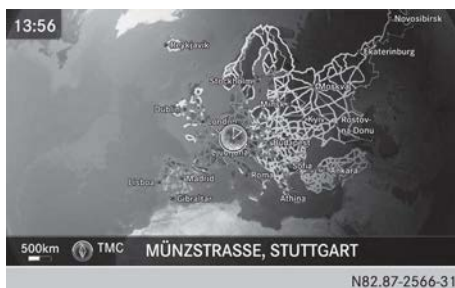 13:56
Novosibirsk
Reykjavik
Ekaterinburg
Stockholm
Moskva
Dublin
Minsk
London
Kyiv
Rostov-
na-Donu
Budapest
Sofia
Ankara
Roma
Madrid
Lisboa
Gibraltar
Athina
500km TMC MÜNZSTRASSE, STUTTGART
N82.87-2566-31